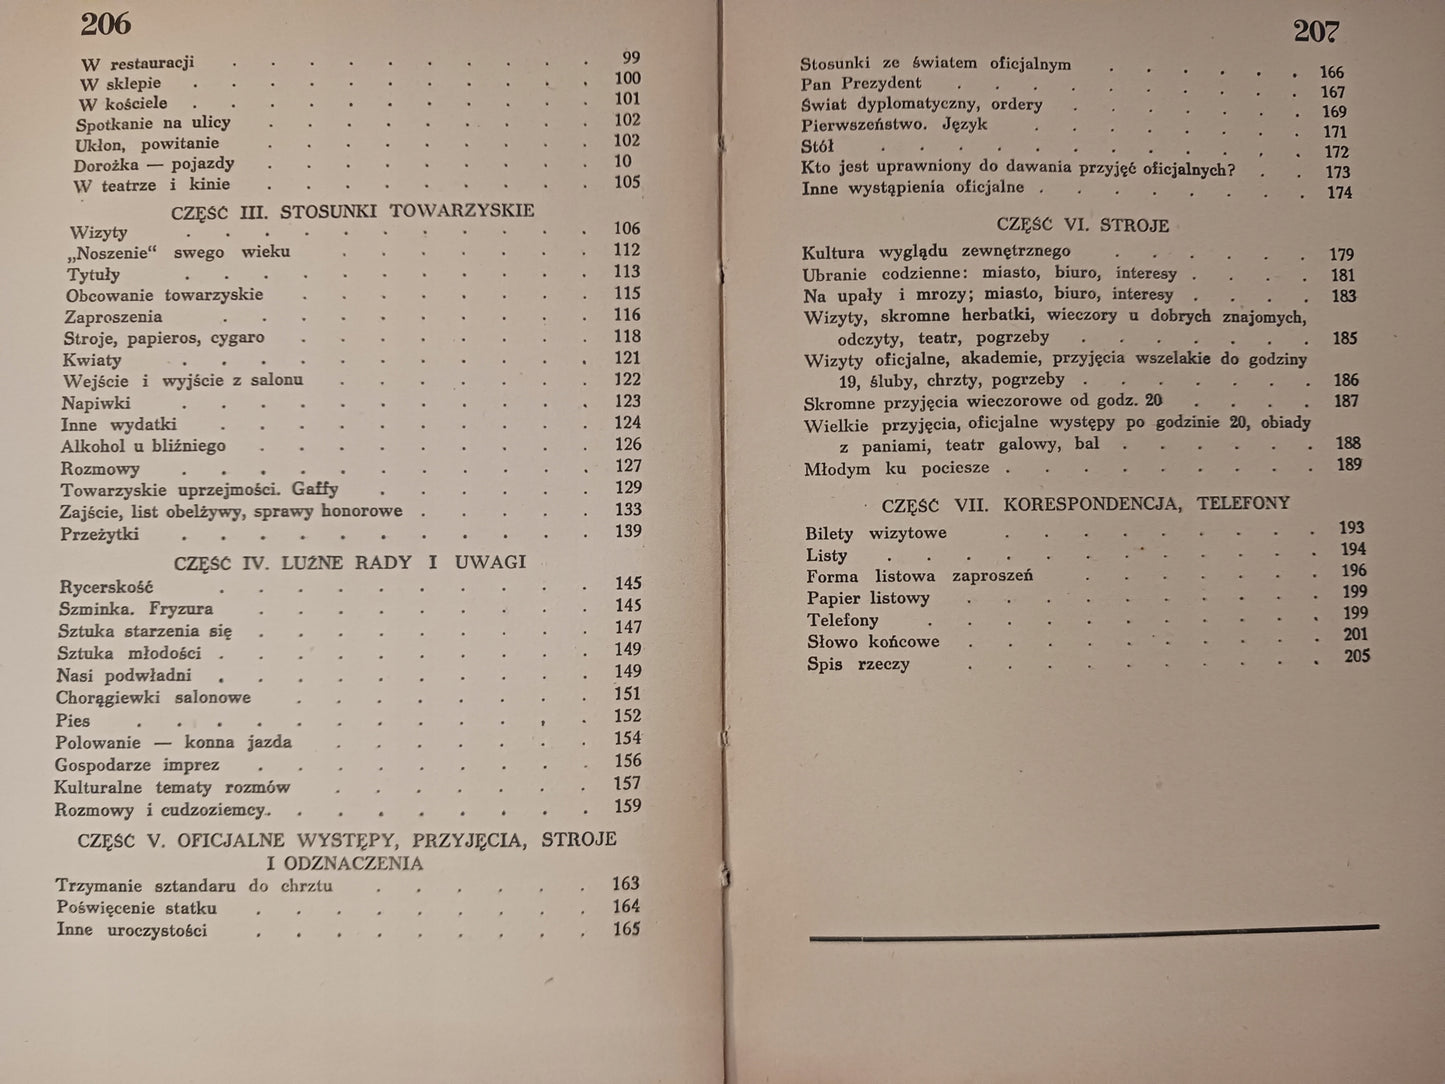 206
W restauracji . . . . . . . . . . 99
W sklepie . . . . . . . . . . . 100
W kościele . . . . . . . . . . . 101
Spotkanie na ulicy . . . . . . . . . 102
Ukłon, powitanie . . . . . . . . . 102
Dorożka — pojazdy . . . . . . . . . 10
W teatrze i kinie . . . . . . . . . 105
CZĘŚĆ III. STOSUNKI TOWARZYSKIE
Wizyty . . . . . . . . . . . 106
„Noszenie“ swego wieku . . . . . . . 112
Tytuły . . . . . . . . . . . 113
Obcowanie towarzyskie . . . . . . . . 115
Zaproszenia . . . . . . . . . . 116
Stroje, papieros, cygaro . . . . . . . . 118
Kwiaty . . . . . . . . . . . 121
Wejście i wyjście z salonu . . . . . . . 122
Napiwki . . . . . . . . . . . 123
Inne wydatki . . . . . . . . . . 124
Alkohol u bliźniego . . . . . . . . . 126
Rozmowy . . . . . . . . . . . 127
Towarzyskie uprzejmości. Gaffy . . . . . . 129
Zajście, list obelżywy, sprawy honorowe . . . . . 133
Przeżytki . . . . . . . . . . . 139
CZĘŚĆ IV. LUŹNE RADY I UWAGI
Rycerskość . . . . . . . . . . 145
Szminka. Fryzura . . . . . . . . . 145
Sztuka starzenia się . . . . . . . . . 147
Sztuka młodości . . . . . . . . . . 149
Nasi podwładni . . . . . . . . . . 149
Chorągiewki salonowe . . . . . . . . 151
Pies . . . . . . . . . . . . 152
Polowanie — konna jazda . . . . . . . 154
Gospodarze imprez . . . . . . . . . 156
Kulturalne tematy rozmów . . . . . . . 157
Rozmowy i cudzoziemcy. . . . . . . . . 159
CZĘŚĆ V. OFICJALNE WYSTĘPY, PRZYJĘCIA, STROJE
I ODZNACZENIA
Trzymanie sztandaru do chrztu . . . . . . 163
Poświęcenie statku . . . . . . . . . 164
Inne uroczystości . . . . . . . . . 165
207
Stosunki ze światem oficjalnym . . . . . . 166
Pan Prezydent . . . . . . . . . . 167
Świat dyplomatyczny, ordery . . . . . . . 169
Pierwszeństwo. Język . . . . . . . . 171
Stół . . . . . . . . . . . . 172
Kto jest uprawniony do dawania przyjęć oficjalnych? . . 173
Inne wystąpienia oficjalne . . . . . . . . 174
CZĘŚĆ VI. STROJE
Kultura wyglądu zewnętrznego . . . . . . 179
Ubranie codzienne: miasto, biuro, interesy . . . . 181
Na upały i mrozy; miasto, biuro, interesy . . . . 183
Wizyty, skromne herbatki, wieczory u dobrych znajomych,
odczyty, teatr, pogrzeby . . . . . . . 185
Wizyty oficjalne, akademie, przyjęcia wszelakie do godziny
19, śluby, chrzty, pogrzeby . . . . . . . 186
Skromne przyjęcia wieczorowe od godz. 20 . . . . 187
Wielkie przyjęcia, oficjalne występy po godzinie 20, obiady
z paniami, teatr galowy, bal . . . . . . 188
Młodym ku pociesze . . . . . . . . . 189
CZĘŚĆ VII. KORESPONDENCJA, TELEFONY
Bilety wizytowe . . . . . . . . . 193
Listy . . . . . . . . . . . . 194
Forma listowa zaproszeń . . . . . . . 196
Papier listowy . . . . . . . . . . 199
Telefony . . . . . . . . . . . 199
Słowo końcowe . . . . . . . . . . 201
Spis rzeczy . . . . . . . . . . 205